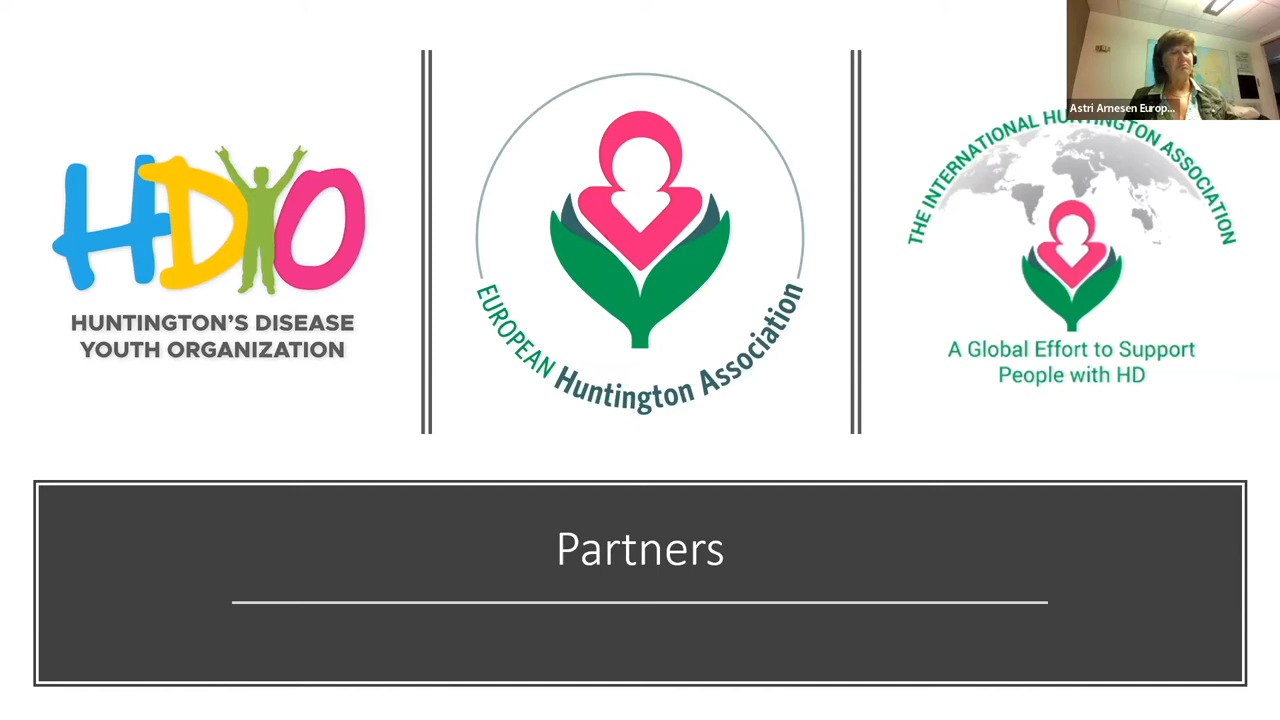 HDYO
HUNTINGTON'S DISEASE
YOUTH ORGANIZATION
EUROPEAN Huntington Association
Astri Arnesen Europ...
THE INTERNATIONAL HUNTINGTON ASSOCIATION
A Global Effort to Support
People with HD
Partners